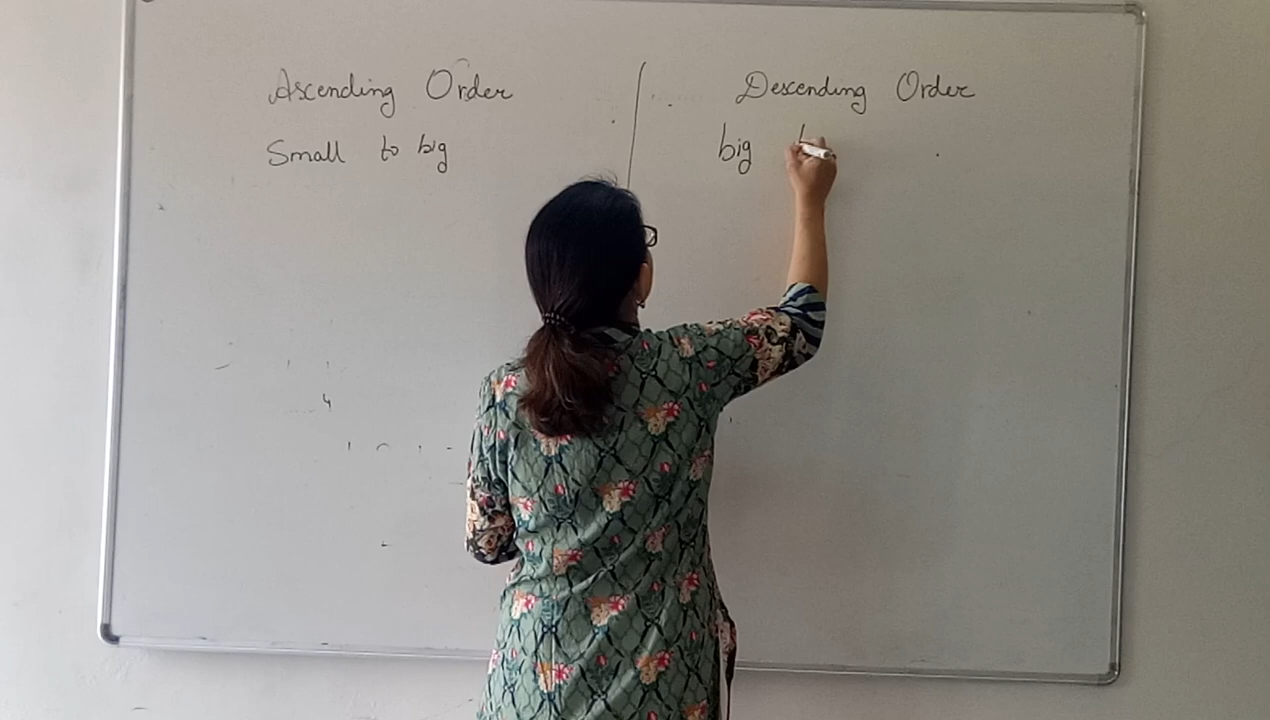 Ascending Order
Small to big
Descending Order
big